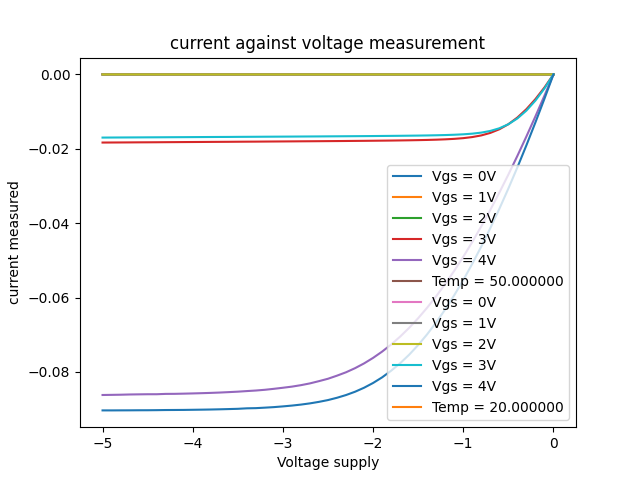 current against voltage measurement
current measured
0.00
−0.02
−0.04
−0.06
−0.08
Vgs = 0V
Vgs = 1V
Vgs = 2V
Vgs = 3V
Vgs = 4V
Temp = 50.000000
Vgs = 0V
Vgs = 1V
Vgs = 2V
Vgs = 3V
Vgs = 4V
Temp = 20.000000
−5 −4 −3 −2 −1 0
Voltage supply